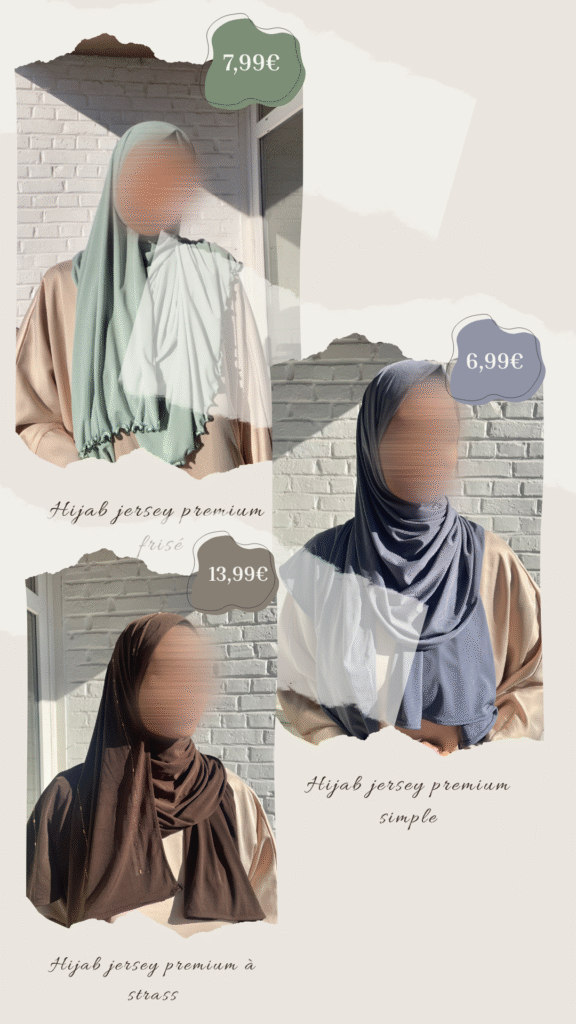 7,99€
Hijab jersey premium
frisé
6,99€
Hijab jersey premium
simple
13,99€
Hijab jersey premium à
strass